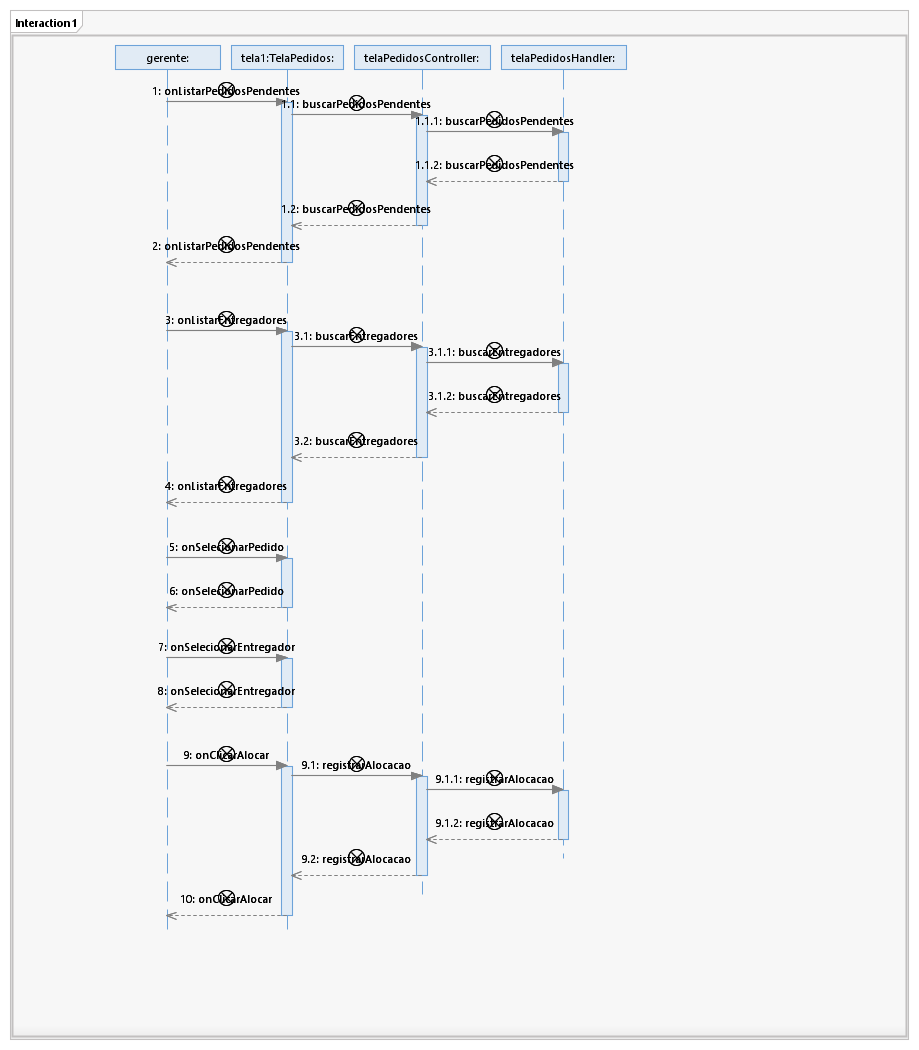 Interaction1
gerente:
tela1:TelaPedidos:
telaPedidosController:
telaPedidosHandler:
1: onListarPedidosPendentes
1.1: buscarPedidosPendentes
1.1.1: buscarPedidosPendentes
1.1.2: buscarPedidosPendentes
1.2: buscarPedidosPendentes
2: onListarPedidosPendentes
3: onListarEntregadores
3.1: buscarEntregadores
3.1.1: buscarEntregadores
3.1.2: buscarEntregadores
3.2: buscarEntregadores
4: onListarEntregadores
5: onSelecionarPedido
6: onSelecionarPedido
7: onSelecionarEntregador
8: onSelecionarEntregador
9: onClicarAlocar
9.1: registrarAlocacao
9.1.1: registrarAlocacao
9.1.2: registrarAlocacao
9.2: registrarAlocacao
10: onClicarAlocar